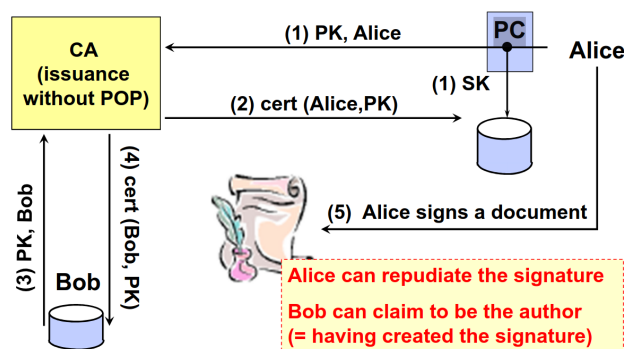 (1) PK, Alice
PC
Alice
CA
(issuance
without POP)
(1) SK
(2) cert (Alice,PK)
(3) PK, Bob
(4) cert (Bob, PK)
Bob
(5) Alice signs a document
Alice can repudiate the signature
Bob can claim to be the author
(= having created the signature)